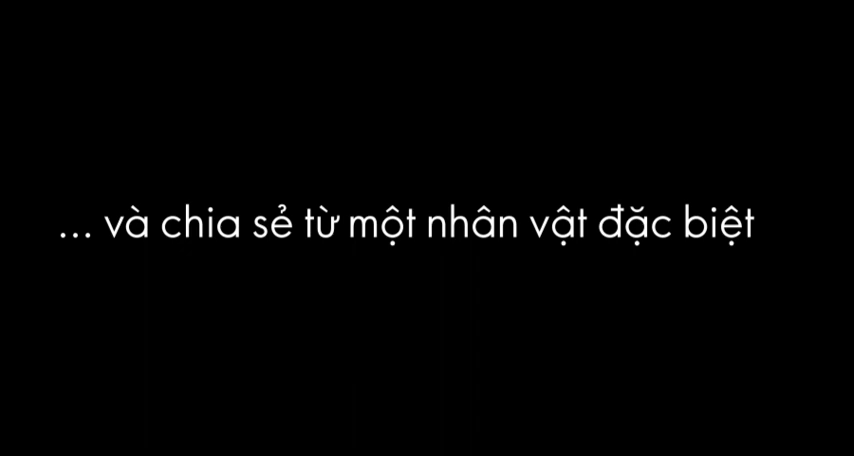 ... và chia sẻ từ một nhân vật đặc biệt